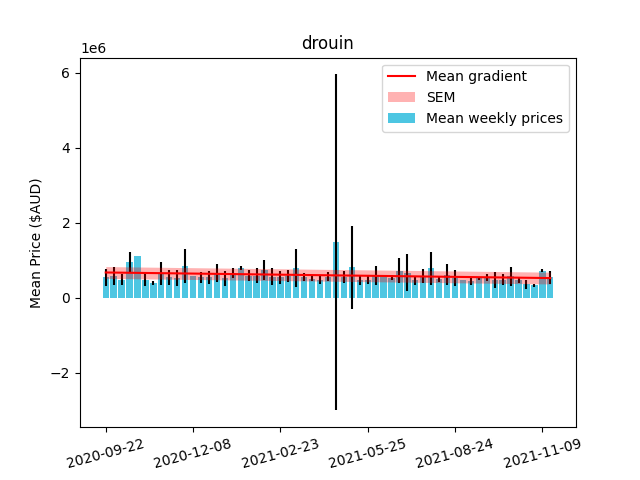 drouin
1e6
Mean gradient
SEM
Mean weekly prices
6
4
2
0
−2
Mean Price ($AUD)
2020-09-22
2020-12-08
2021-02-23
2021-05-25
2021-08-24
2021-11-09